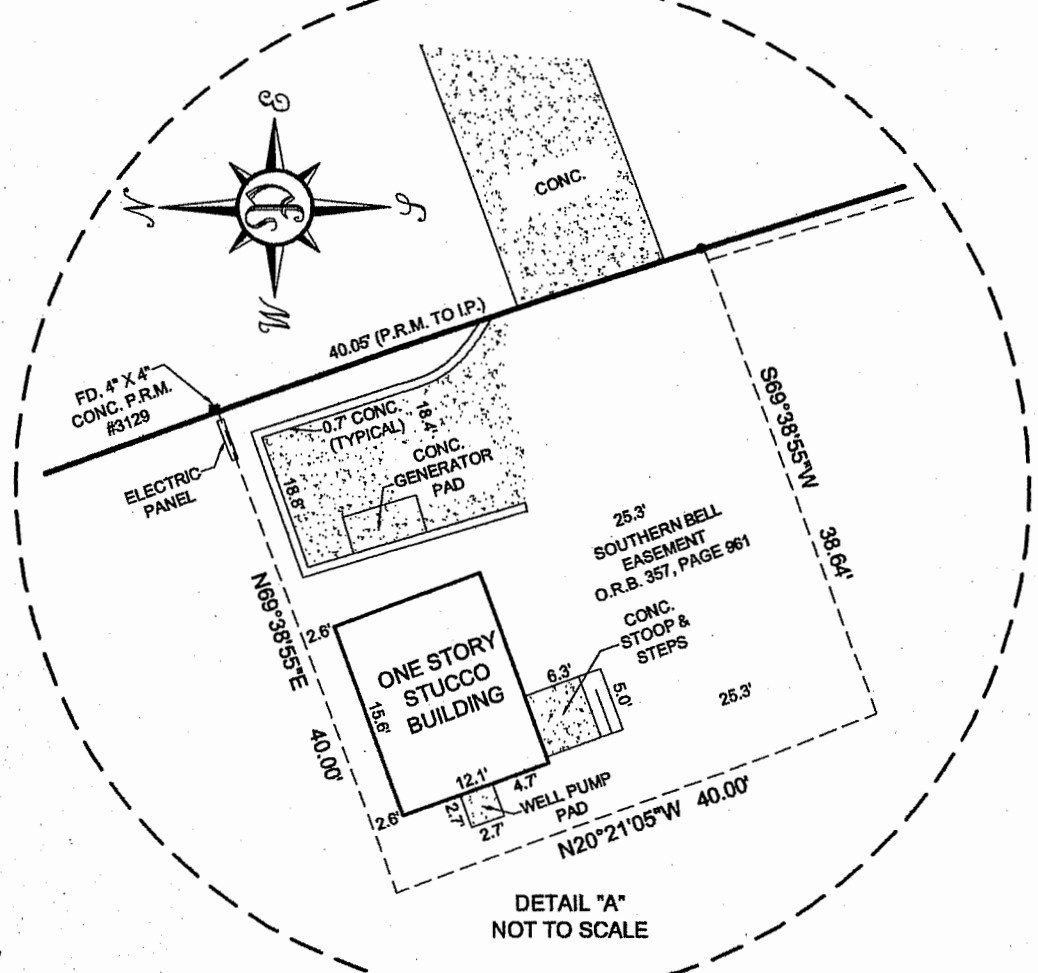 E
N
S
W
CONC.
40.05' (P.R.M. TO I.P.)
FD. 4" X 4"
CONC. P.R.M.
#3129
ELECTRIC
PANEL
0.7' CONC.
(TYPICAL)
18.4'
CONC.
GENERATOR
PAD
18.8'
S69°38'55"W 38.64'
25.3'
SOUTHERN BELL
EASEMENT
O.R.B. 357, PAGE 961
CONC.
STOOP &
STEPS
N69°38'55"E 40.00'
2.6'
ONE STORY
STUCCO
BUILDING
15.6'
6.3'
5.0'
25.3'
12.1'
4.7'
2.6'
2.7'
2.7'
WELL PUMP
PAD
N20°21'05"W 40.00'
DETAIL "A"
NOT TO SCALE